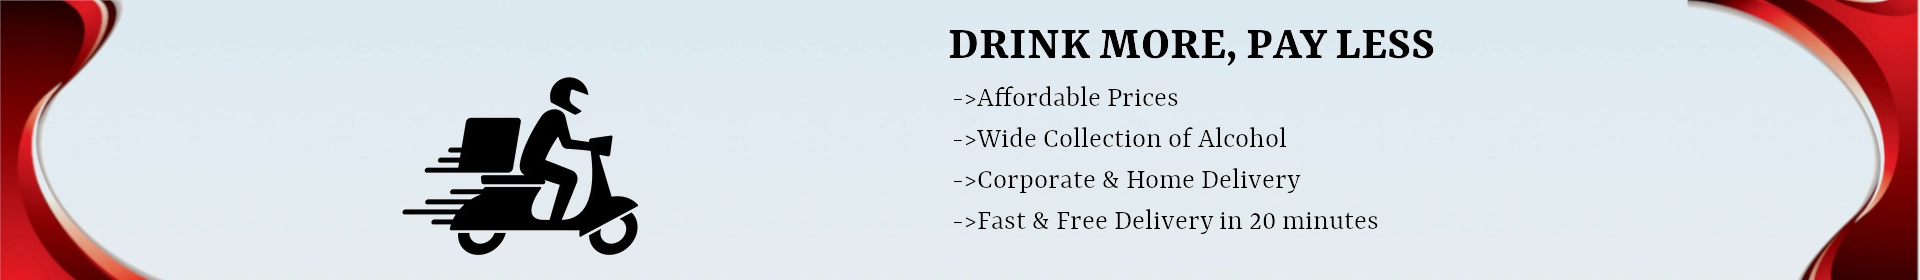 DRINK MORE, PAY LESS
->Affordable Prices
->Wide Collection of Alcohol
->Corporate & Home Delivery
->Fast & Free Delivery in 20 minutes